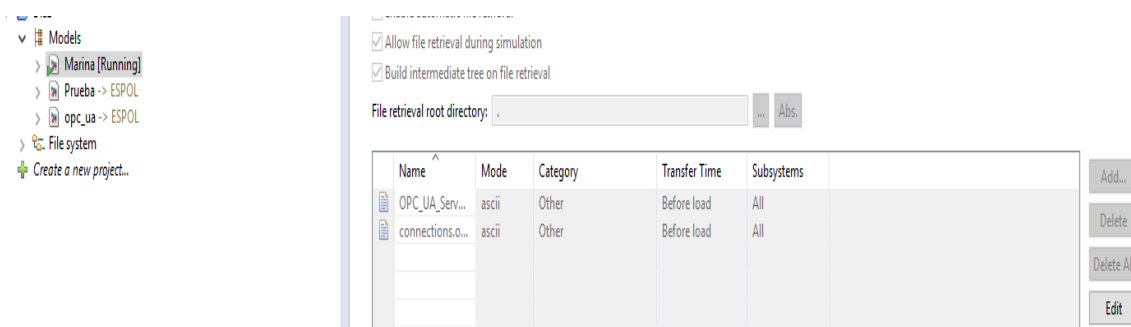 Models
Marina [Running]
Prueba -> ESPOL
opc_ua -> ESPOL
File system
Create a new project...
Allow file retrieval during simulation
Build intermediate tree on file retrieval
File retrieval root directory: . ... Abs.
Name Mode Category Transfer Time Subsystems
OPC_UA_Serv... ascii Other Before load All
connections.o... ascii Other Before load All
Add...
Delete
Delete Al
Edit